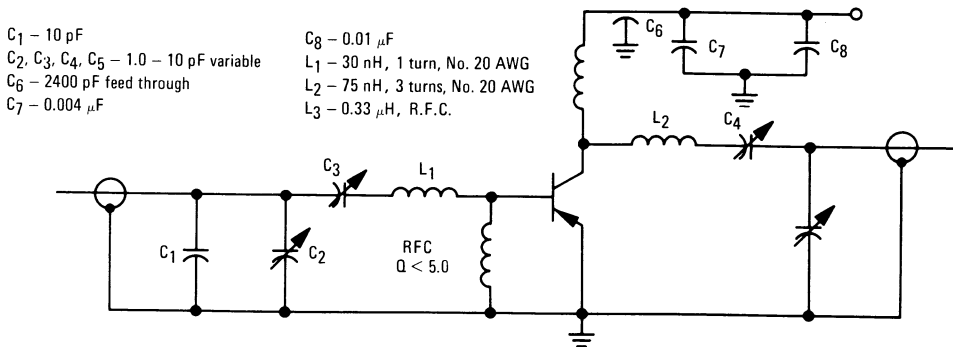 C1 – 10 pF
C2, C3, C4, C5 – 1.0 – 10 pF variable
C6 – 2400 pF feed through
C7 – 0.004 μF
C8 – 0.01 μF
L1 – 30 nH, 1 turn, No. 20 AWG
L2 – 75 nH, 3 turns, No. 20 AWG
L3 – 0.33 μH, R.F.C.
C6
C7
C8
L2
C4
C3
L1
C1
C2
RFC
Q < 5.0